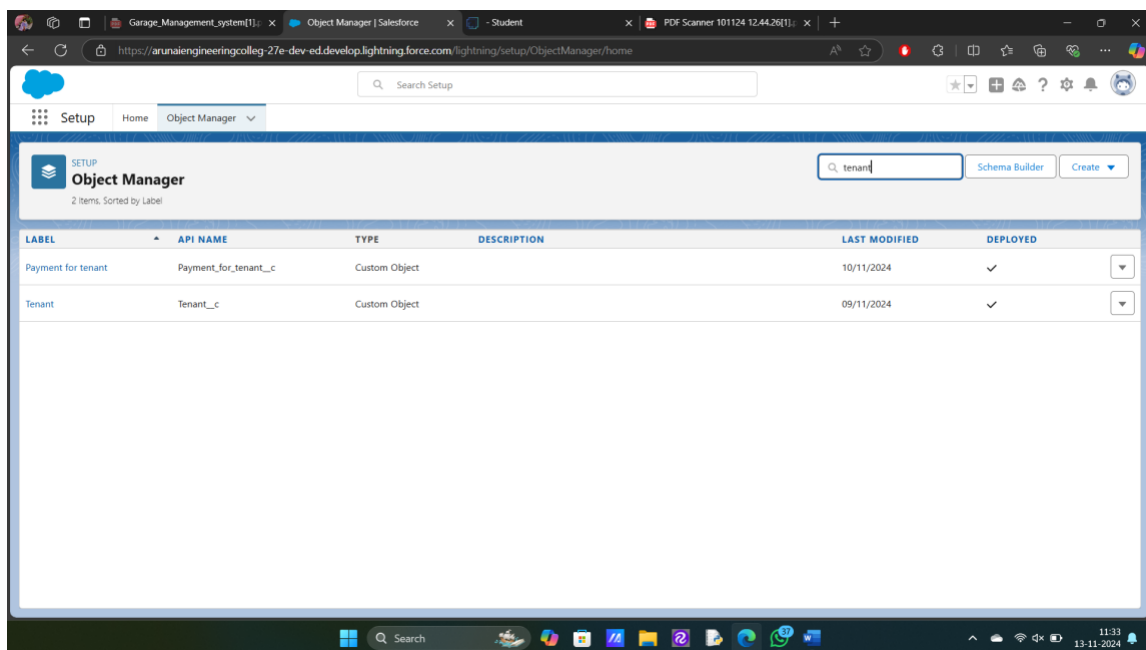 Garage_Management_system[1].
Object Manager | Salesforce
- Student
PDF Scanner 101124 12.44.26[1].
https://arunaiengineeringcolleg-27e-dev-ed.develop.lightning.force.com/lightning/setup/ObjectManager/home
Search Setup
Setup
Home
Object Manager
SETUP
Object Manager
2 Items, Sorted by Label
tenant
Schema Builder
Create
LABEL API NAME TYPE DESCRIPTION LAST MODIFIED DEPLOYED
Payment for tenant Payment_for_tenant__c Custom Object 10/11/2024
Tenant Tenant__c Custom Object 09/11/2024
Search
37
11:33
13-11-2024